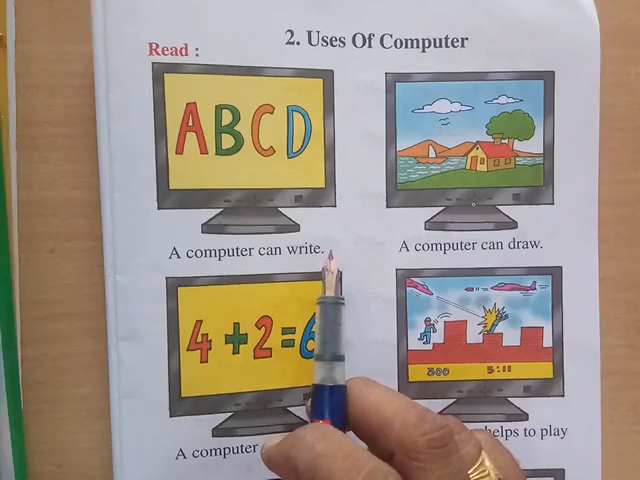 2. Uses Of Computer
Read :
ABCD
A computer can write.
A computer can draw.
4+2=6
300 5:11
A computer
helps to play